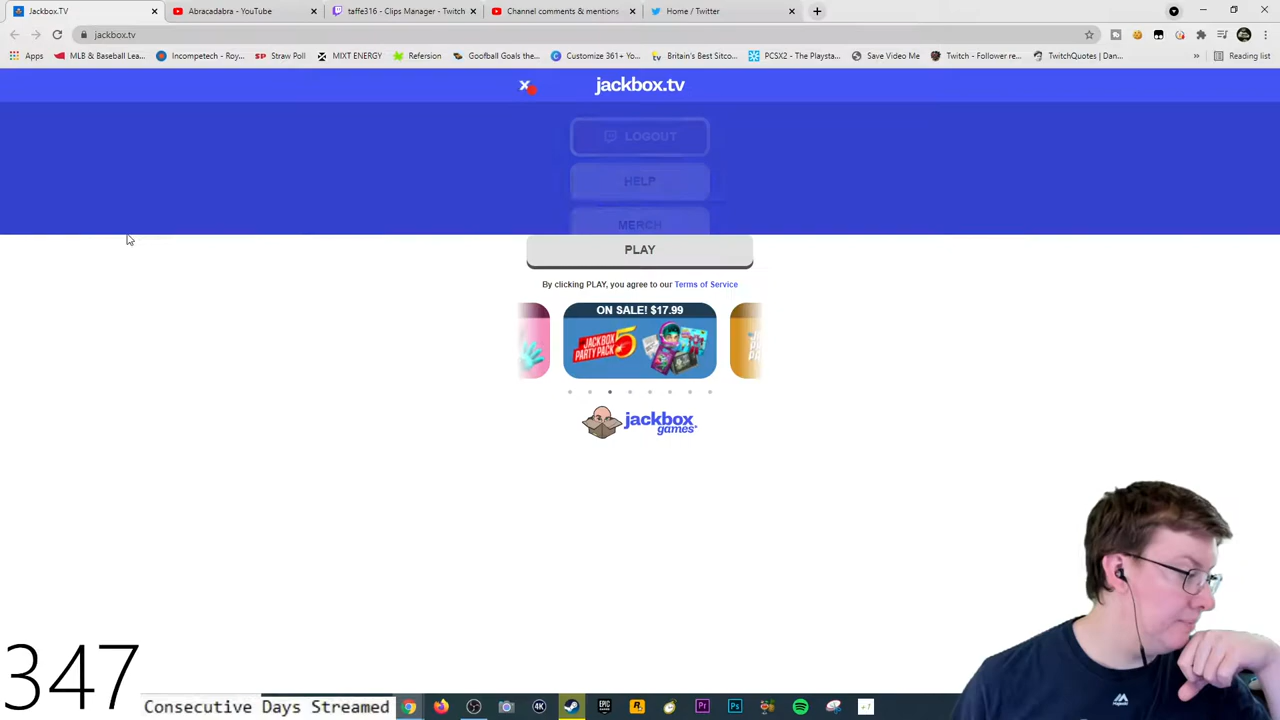 Jackbox.TV
Abracadabra - YouTube
taffe316 - Clips Manager - Twitch
Channel comments & mentions
Home / Twitter
jackbox.tv
Apps
MLB & Baseball Lea...
Incompetech - Roy...
Straw Poll
MIXT ENERGY
Refersion
Goofball Goals the...
Customize 361+ Yo...
Britain's Best Sitco...
PCSX2 - The Playsta...
Save Video Me
Twitch - Follower re...
TwitchQuotes | Dan...
»
Reading list
jackbox.tv
LOGOUT
HELP
MERCH
PLAY
By clicking PLAY, you agree to our Terms of Service
ON SALE! $17.99
JACKBOX
PARTY PACK 5
jackbox
games
347
Consecutive Days Streamed